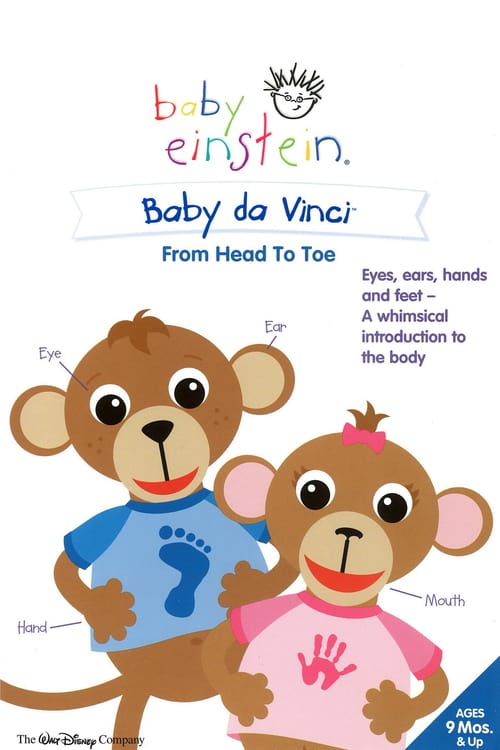 baby
einstein®
Baby da Vinci™
From Head To Toe
Eyes, ears, hands
and feet –
A whimsical
introduction to
the body
Ear
Eye
Mouth
Hand
AGES
9 Mos.
& Up
The Walt Disney Company